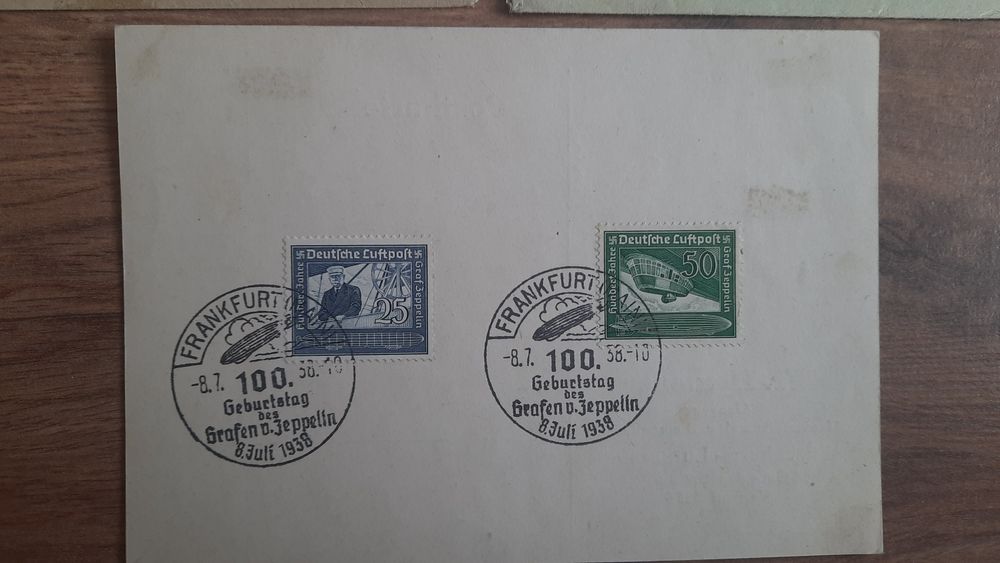 Deutsche Luftpost
Hundert Jahre
Graf Zeppelin
25
FRANKFURT (MAIN)
-8.7. 38.-10
100.
Geburtstag
des
Grafen v. Zeppelin
8. Juli 1938
Deutsche Luftpost
Hundert Jahre
Graf Zeppelin
50
FRANKFURT (MAIN)
-8.7. 38.-10
100.
Geburtstag
des
Grafen v. Zeppelin
8. Juli 1938